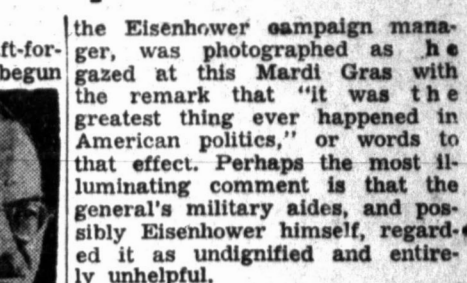 ft-for-
begun
the Eisenhower campaign mana-
ger, was photographed as he
gazed at this Mardi Gras with
the remark that "it was the
greatest thing ever happened in
American politics," or words to
that effect. Perhaps the most il-
luminating comment is that the
general's military aides, and pos-
sibly Eisenhower himself, regard-
ed it as undignified and entire-
ly unhelpful.